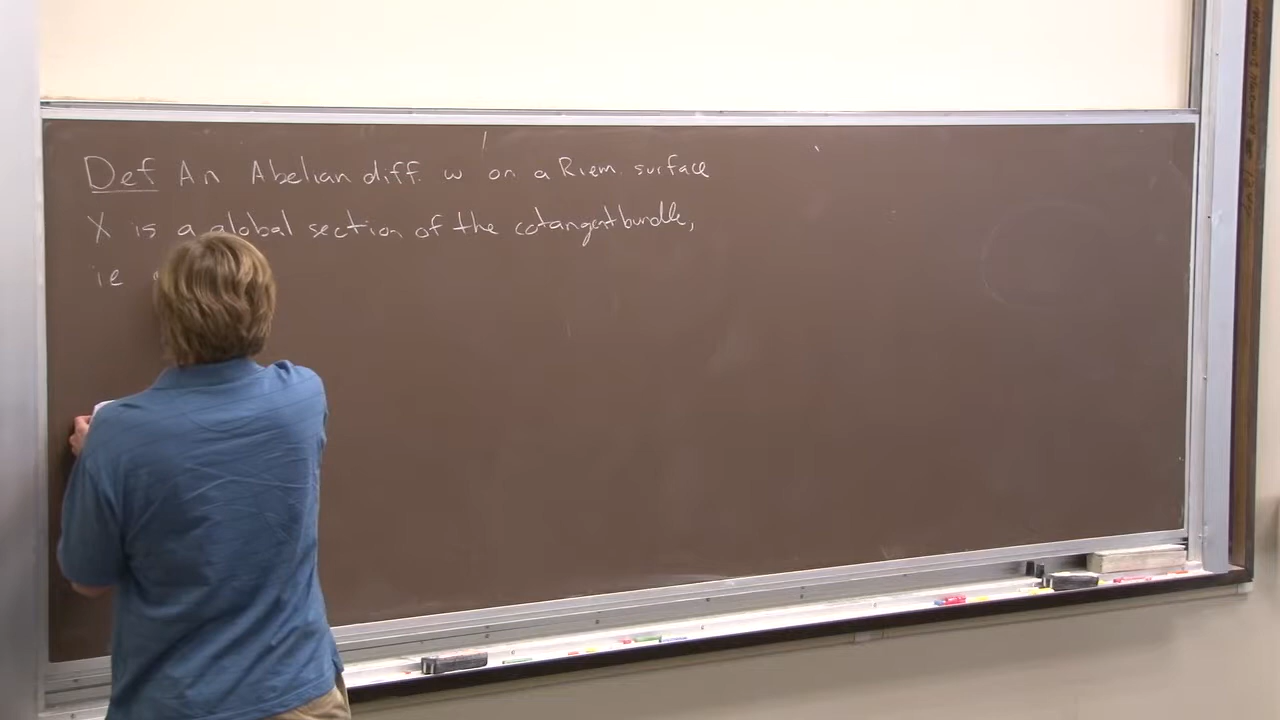 Def An Abelian diff. ω on a Riem. surface
X is a global section of the cotangent bundle,
ie